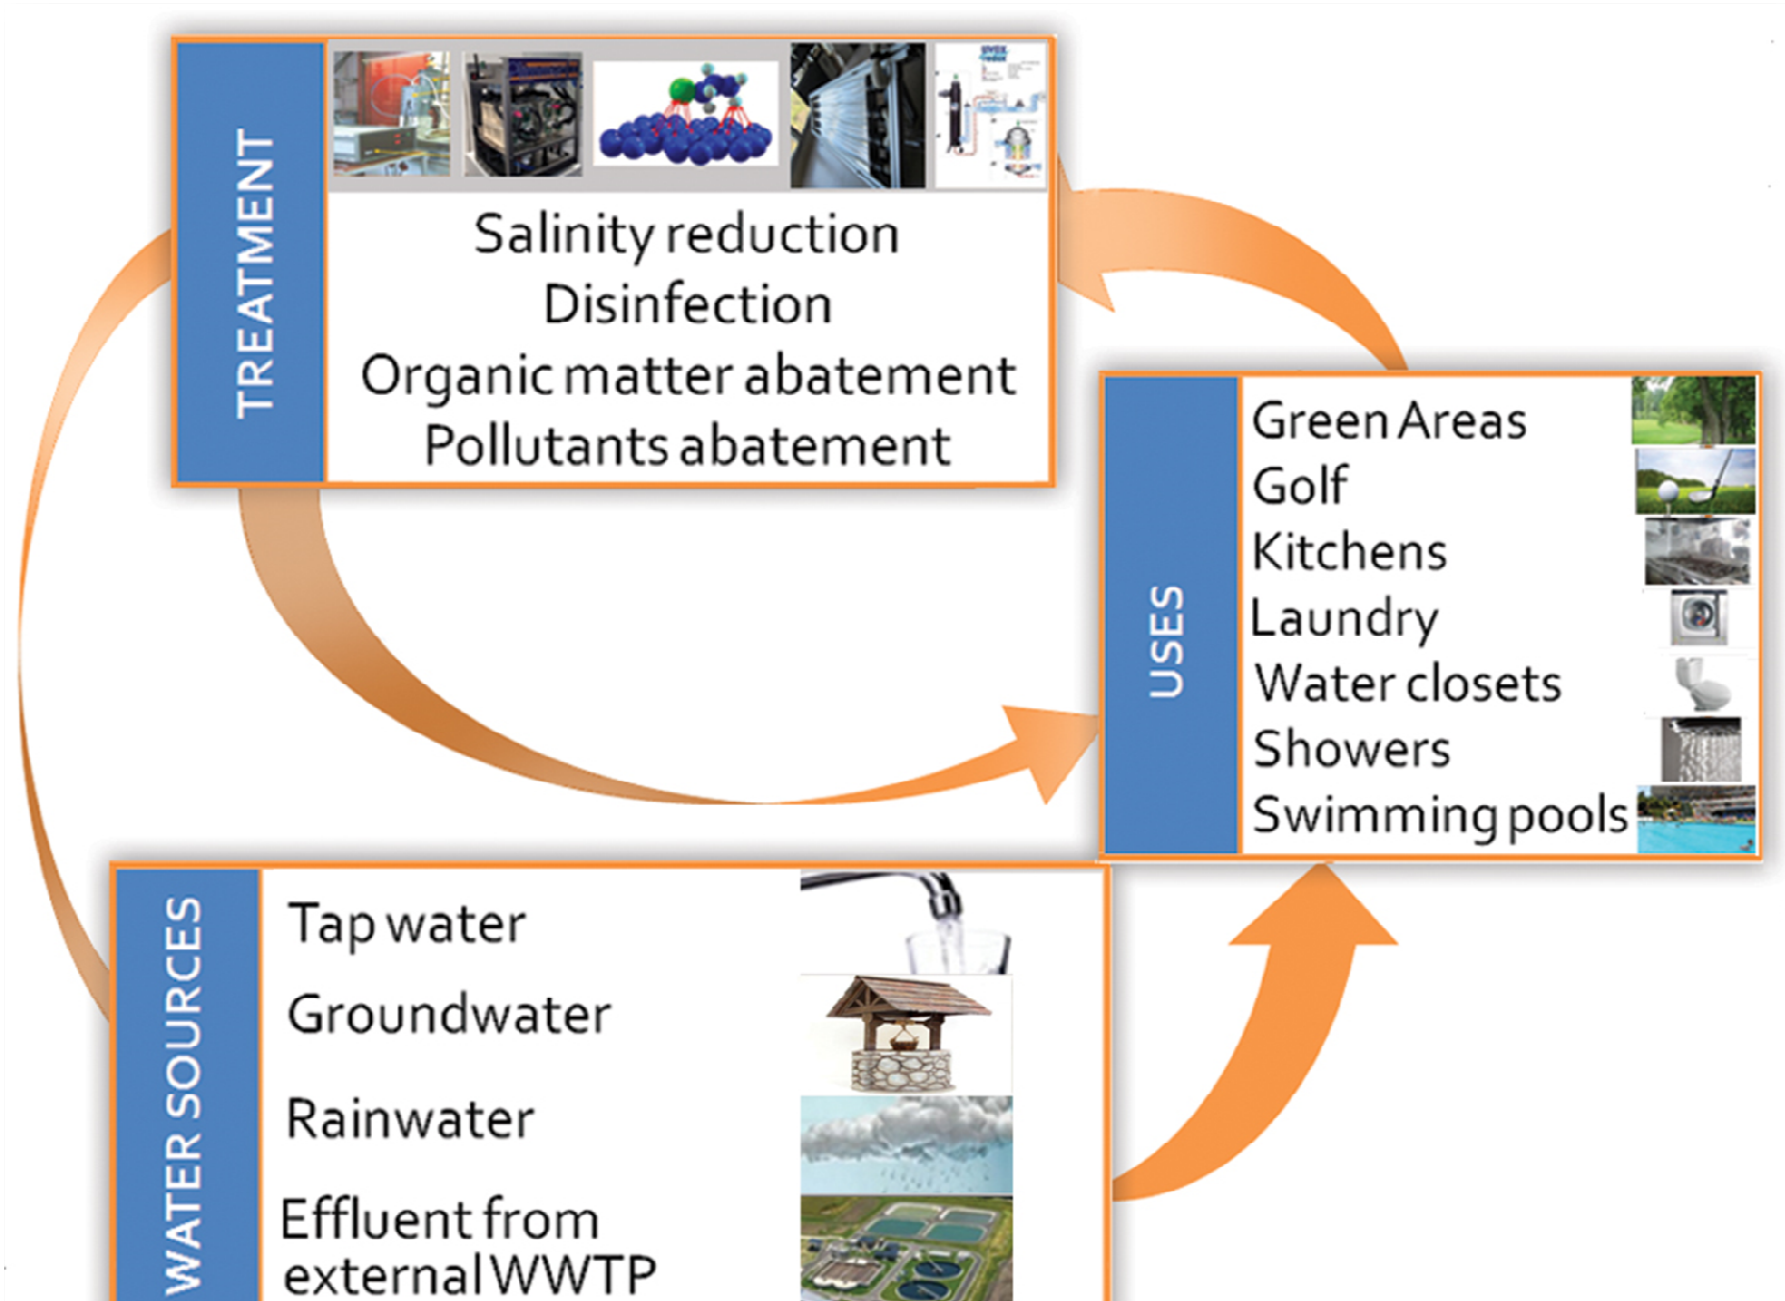 TREATMENT
Salinity reduction
Disinfection
Organic matter abatement
Pollutants abatement
USES
Green Areas
Golf
Kitchens
Laundry
Water closets
Showers
Swimming pools
WATER SOURCES
Tap water
Groundwater
Rainwater
Effluent from
external WWTP